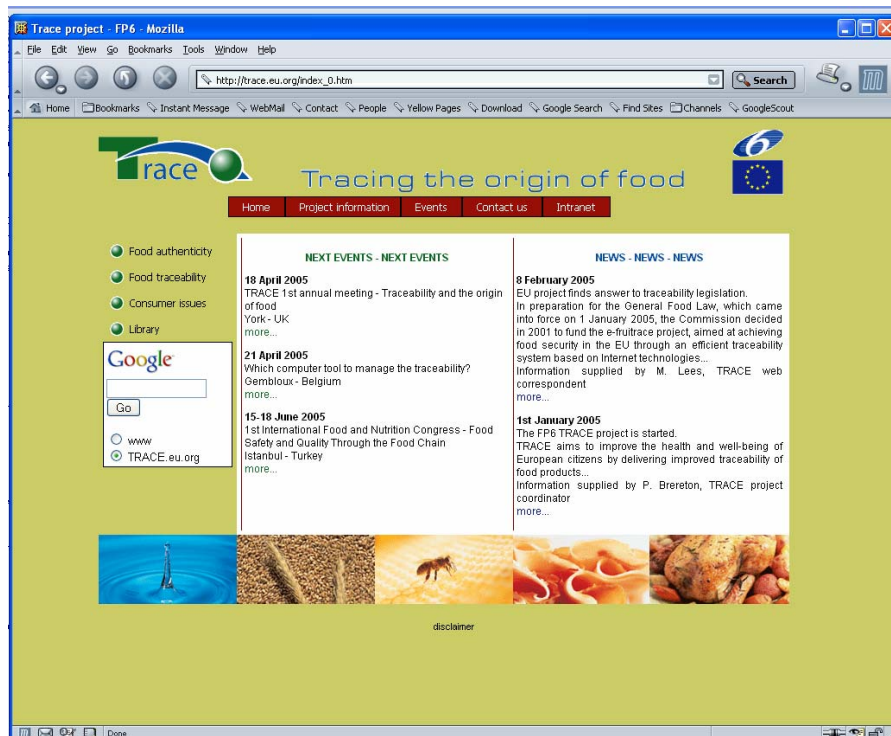 Trace project - FP6 - Mozilla
File Edit View Go Bookmarks Tools Window Help
http://trace.eu.org/index_0.htm
Search
Home Bookmarks Instant Message WebMail Contact People Yellow Pages Download Google Search Find Sites Channels GoogleScout
Trace
Tracing the origin of food
6
Home Project information Events Contact us Intranet
Food authenticity
Food traceability
Consumer issues
Library
Google
Go
www
TRACE.eu.org
NEXT EVENTS - NEXT EVENTS
18 April 2005
TRACE 1st annual meeting - Traceability and the origin
of food
York - UK
more...
21 April 2005
Which computer tool to manage the traceability?
Gembloux - Belgium
more...
15-18 June 2005
1st International Food and Nutrition Congress - Food
Safety and Quality Through the Food Chain
Istanbul - Turkey
more...
NEWS - NEWS - NEWS
8 February 2005
EU project finds answer to traceability legislation.
In preparation for the General Food Law, which came
into force on 1 January 2005, the Commission decided
in 2001 to fund the e-fruitrace project, aimed at achieving
food security in the EU through an efficient traceability
system based on Internet technologies...
Information supplied by M. Lees, TRACE web
correspondent
more...
1st January 2005
The FP6 TRACE project is started.
TRACE aims to improve the health and well-being of
European citizens by delivering improved traceability of
food products...
Information supplied by P. Brereton, TRACE project
coordinator
more...
disclaimer
Done